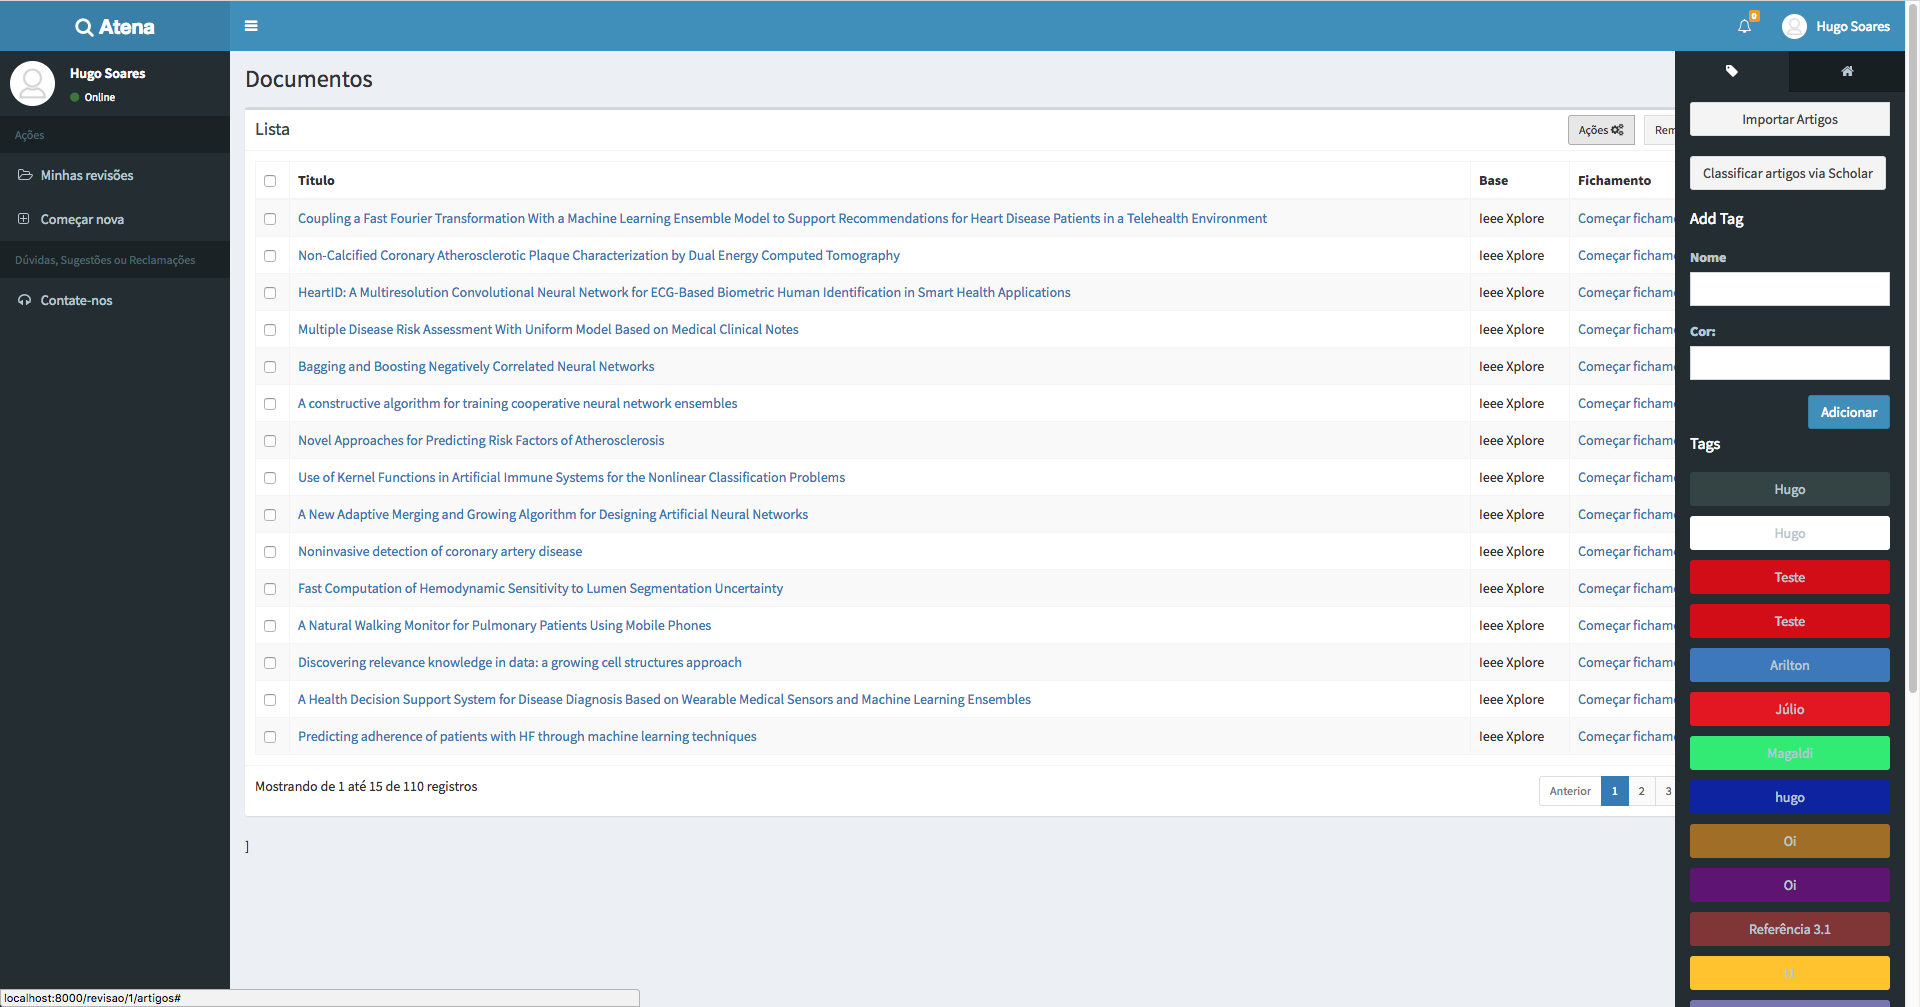 Atena
Hugo Soares
Online
Ações
Minhas revisões
Começar nova
Dúvidas, Sugestões ou Reclamações
Contate-nos
0
Hugo Soares
Documentos
Lista
Ações
Rem
Titulo Base Fichamento
Coupling a Fast Fourier Transformation With a Machine Learning Ensemble Model to Support Recommendations for Heart Disease Patients in a Telehealth Environment Ieee Xplore Começar ficham
Non-Calcified Coronary Atherosclerotic Plaque Characterization by Dual Energy Computed Tomography Ieee Xplore Começar ficham
HeartID: A Multiresolution Convolutional Neural Network for ECG-Based Biometric Human Identification in Smart Health Applications Ieee Xplore Começar ficham
Multiple Disease Risk Assessment With Uniform Model Based on Medical Clinical Notes Ieee Xplore Começar ficham
Bagging and Boosting Negatively Correlated Neural Networks Ieee Xplore Começar ficham
A constructive algorithm for training cooperative neural network ensembles Ieee Xplore Começar ficham
Novel Approaches for Predicting Risk Factors of Atherosclerosis Ieee Xplore Começar ficham
Use of Kernel Functions in Artificial Immune Systems for the Nonlinear Classification Problems Ieee Xplore Começar ficham
A New Adaptive Merging and Growing Algorithm for Designing Artificial Neural Networks Ieee Xplore Começar ficham
Noninvasive detection of coronary artery disease Ieee Xplore Começar ficham
Fast Computation of Hemodynamic Sensitivity to Lumen Segmentation Uncertainty Ieee Xplore Começar ficham
A Natural Walking Monitor for Pulmonary Patients Using Mobile Phones Ieee Xplore Começar ficham
Discovering relevance knowledge in data: a growing cell structures approach Ieee Xplore Começar ficham
A Health Decision Support System for Disease Diagnosis Based on Wearable Medical Sensors and Machine Learning Ensembles Ieee Xplore Começar ficham
Predicting adherence of patients with HF through machine learning techniques Ieee Xplore Começar ficham
Mostrando de 1 até 15 de 110 registros
Anterior 1 2 3
]
Importar Artigos
Classificar artigos via Scholar
Add Tag
Nome
Cor:
Adicionar
Tags
Hugo
Hugo
Teste
Teste
Arilton
Júlio
Magaldi
hugo
Oi
Oi
Referência 3.1
localhost:8000/revisao/1/artigos#